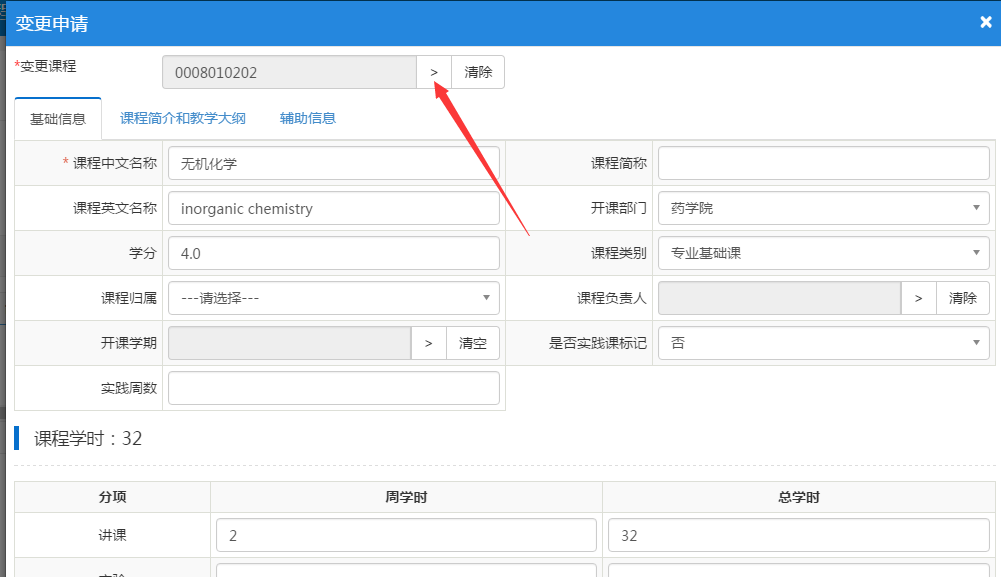 变更申请 ×
*变更课程 0008010202 > 清除
基础信息 课程简介和教学大纲 辅助信息
* 课程中文名称 无机化学 课程简称
课程英文名称 inorganic chemistry 开课部门 药学院
学分 4.0 课程类别 专业基础课
课程归属 ---请选择--- 课程负责人 > 清除
开课学期 > 清空 是否实践课标记 否
实践周数
课程学时：32
分项 周学时 总学时
讲课 2 32